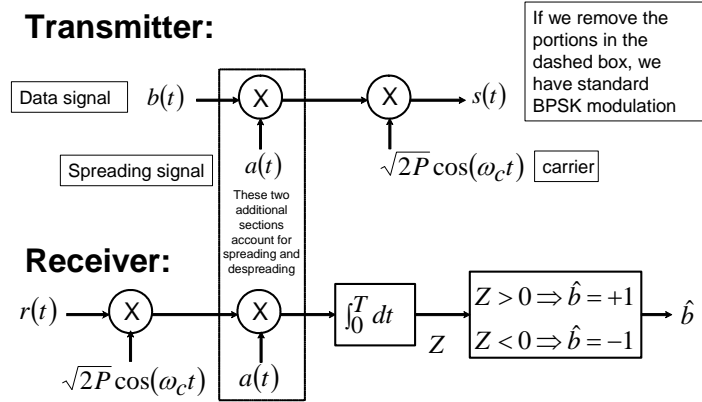 Transmitter:
If we remove the
portions in the
dashed box, we
have standard
BPSK modulation
Data signal b(t) X X s(t)
Spreading signal a(t) √2P cos(ω_c t) carrier
These two
additional
sections
account for
spreading and
despreading
Receiver:
r(t) X X ∫₀ᵀ dt Z
Z > 0 ⇒ b̂ = +1
Z < 0 ⇒ b̂ = −1
b̂
√2P cos(ω_c t) a(t)